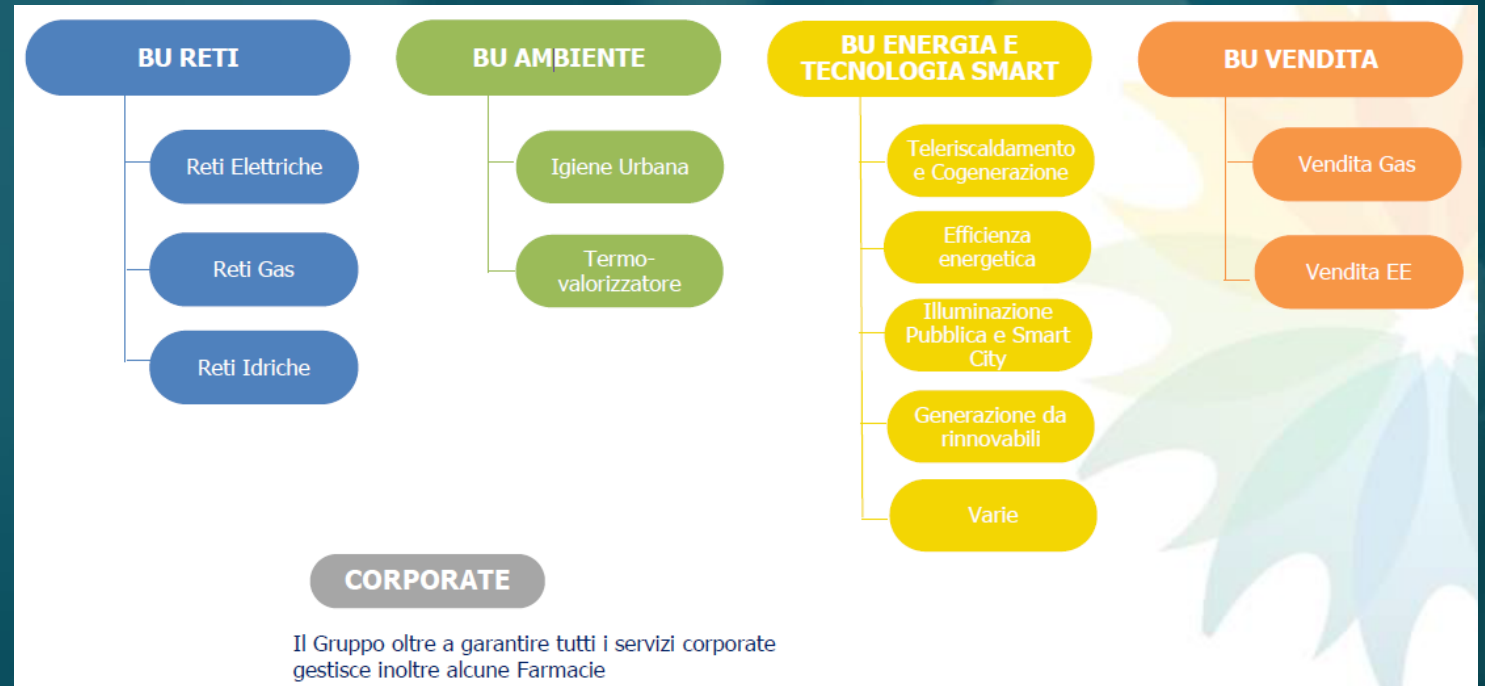 BU RETI
Reti Elettriche
Reti Gas
Reti Idriche
BU AMBIENTE
Igiene Urbana
Termo-
valorizzatore
BU ENERGIA E
TECNOLOGIA SMART
Teleriscaldamento
e Cogenerazione
Efficienza
energetica
Illuminazione
Pubblica e Smart
City
Generazione da
rinnovabili
Varie
BU VENDITA
Vendita Gas
Vendita EE
CORPORATE
Il Gruppo oltre a garantire tutti i servizi corporate
gestisce inoltre alcune Farmacie